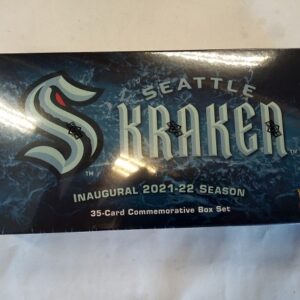 SEATTLE
KRAKEN
INAUGURAL 2021-22 SEASON
35-Card Commemorative Box Set